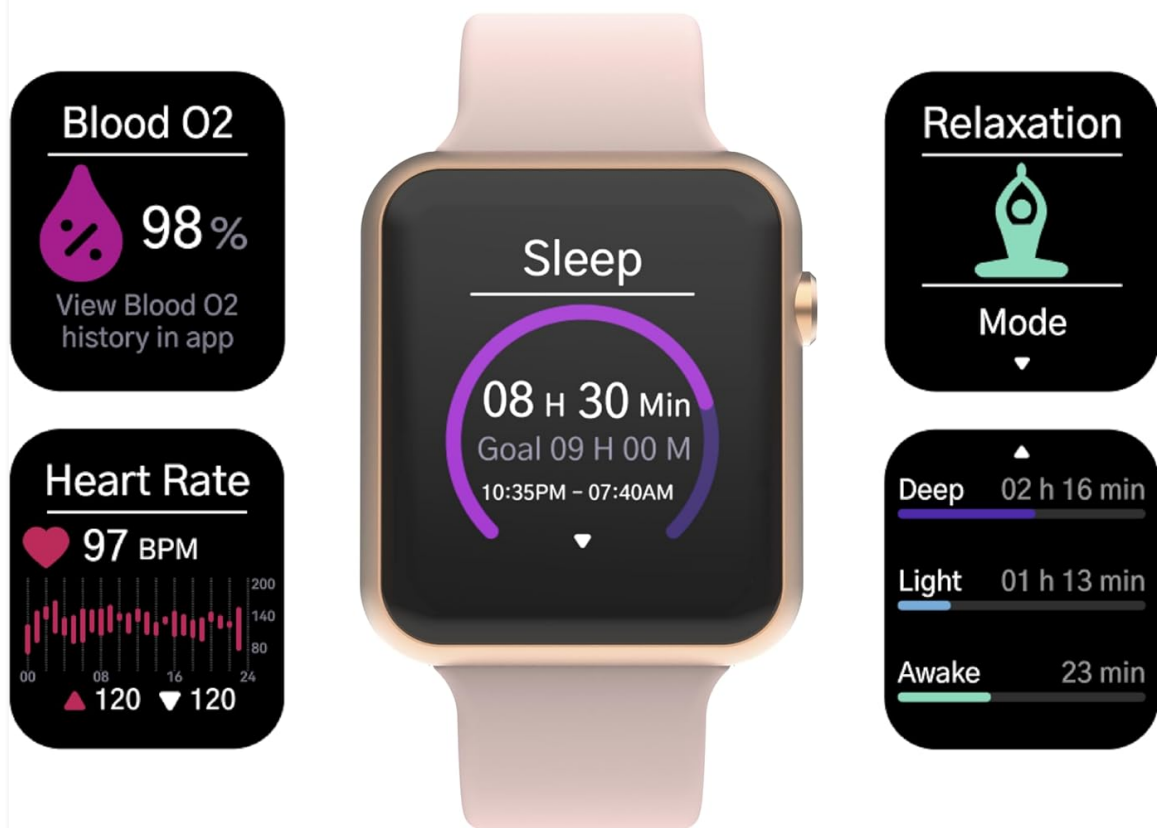 Blood O2
98 %
View Blood O2
history in app
Heart Rate
97 BPM
200
140
80
00 08 16 24
120 120
Sleep
08 H 30 Min
Goal 09 H 00 M
10:35PM – 07:40AM
Relaxation
Mode
Deep 02 h 16 min
Light 01 h 13 min
Awake 23 min